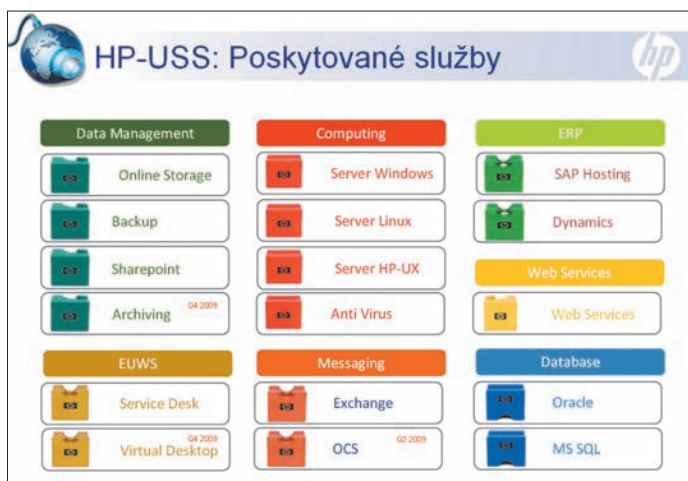 HP-USS: Poskytované služby
hp
Data Management
Online Storage
Backup
Sharepoint
Archiving
Q4 2009
Computing
Server Windows
Server Linux
Server HP-UX
Anti Virus
ERP
SAP Hosting
Dynamics
Web Services
Web Services
EUWS
Service Desk
Virtual Desktop
Q4 2009
Messaging
Exchange
OCS
Q2 2009
Database
Oracle
MS SQL